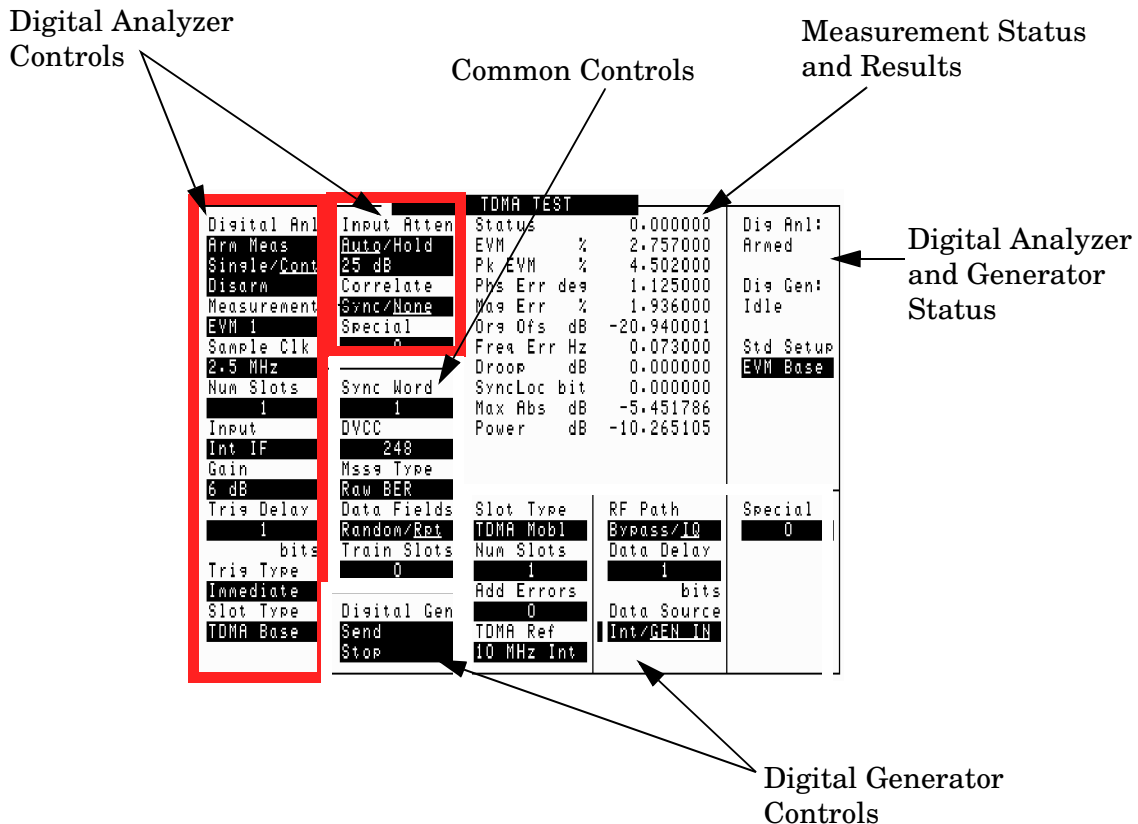 Digital Analyzer
Controls
Common Controls
Measurement Status
and Results
Digital Analyzer
and Generator
Status
Digital Generator
Controls
TDMA TEST
Digital Anl
Arm Meas
Single/Cont
Disarm
Measurement
EVM 1
Sample Clk
2.5 MHz
Num Slots
1
Input
Int IF
Gain
6 dB
Trig Delay
1
bits
Trig Type
Immediate
Slot Type
TDMA Base
Input Atten
Auto/Hold
25 dB
Correlate
Sync/None
Special
0
Sync Word
1
DVCC
248
Mssg Type
Raw BER
Data Fields
Random/Rpt
Train Slots
0
Digital Gen
Send
Stop
Status 0.000000
EVM % 2.757000
Pk EVM % 4.502000
Phs Err deg 1.125000
Mag Err % 1.936000
Org Ofs dB -20.940001
Freq Err Hz 0.073000
Droop dB 0.000000
SyncLoc bit 0.000000
Max Abs dB -5.451786
Power dB -10.265105
Slot Type
TDMA Mobl
Num Slots
1
Add Errors
0
TDMA Ref
10 MHz Int
RF Path
Bypass/IQ
Data Delay
1
bits
Data Source
Int/GEN IN
Dig Anl:
Armed
Dig Gen:
Idle
Std Setup
EVM Base
Special
0